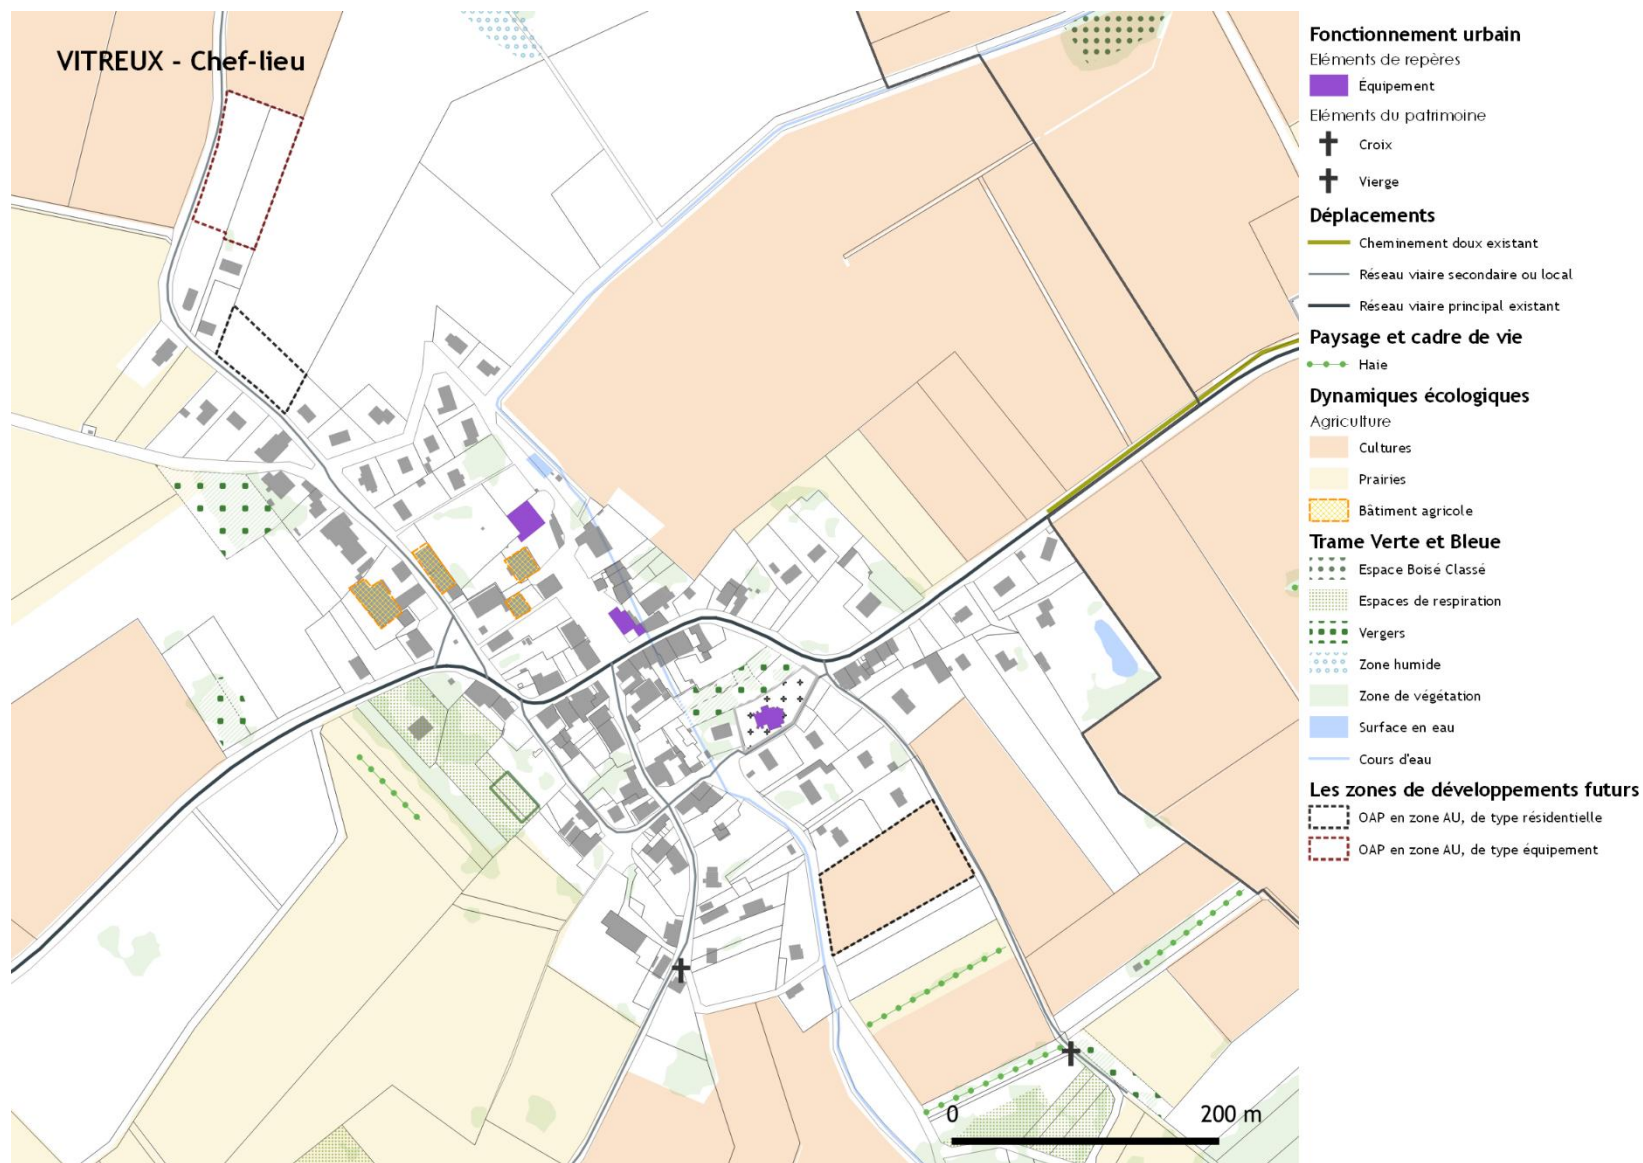 VITREUX - Chef-lieu
Fonctionnement urbain
Eléments de repères
Équipement
Eléments du patrimoine
Croix
Vierge
Déplacements
Cheminement doux existant
Réseau viaire secondaire ou local
Réseau viaire principal existant
Paysage et cadre de vie
Haie
Dynamiques écologiques
Agriculture
Cultures
Prairies
Bâtiment agricole
Trame Verte et Bleue
Espace Boisé Classé
Espaces de respiration
Vergers
Zone humide
Zone de végétation
Surface en eau
Cours d'eau
Les zones de développements futurs
OAP en zone AU, de type résidentielle
OAP en zone AU, de type équipement
0 200 m